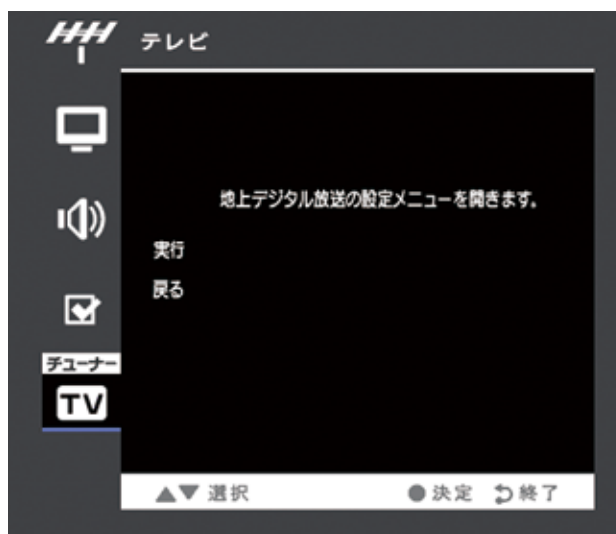 テレビ
地上デジタル放送の設定メニューを開きます。
実行
戻る
チューナー
TV
▲▼ 選択 ●決定 ⮌終了